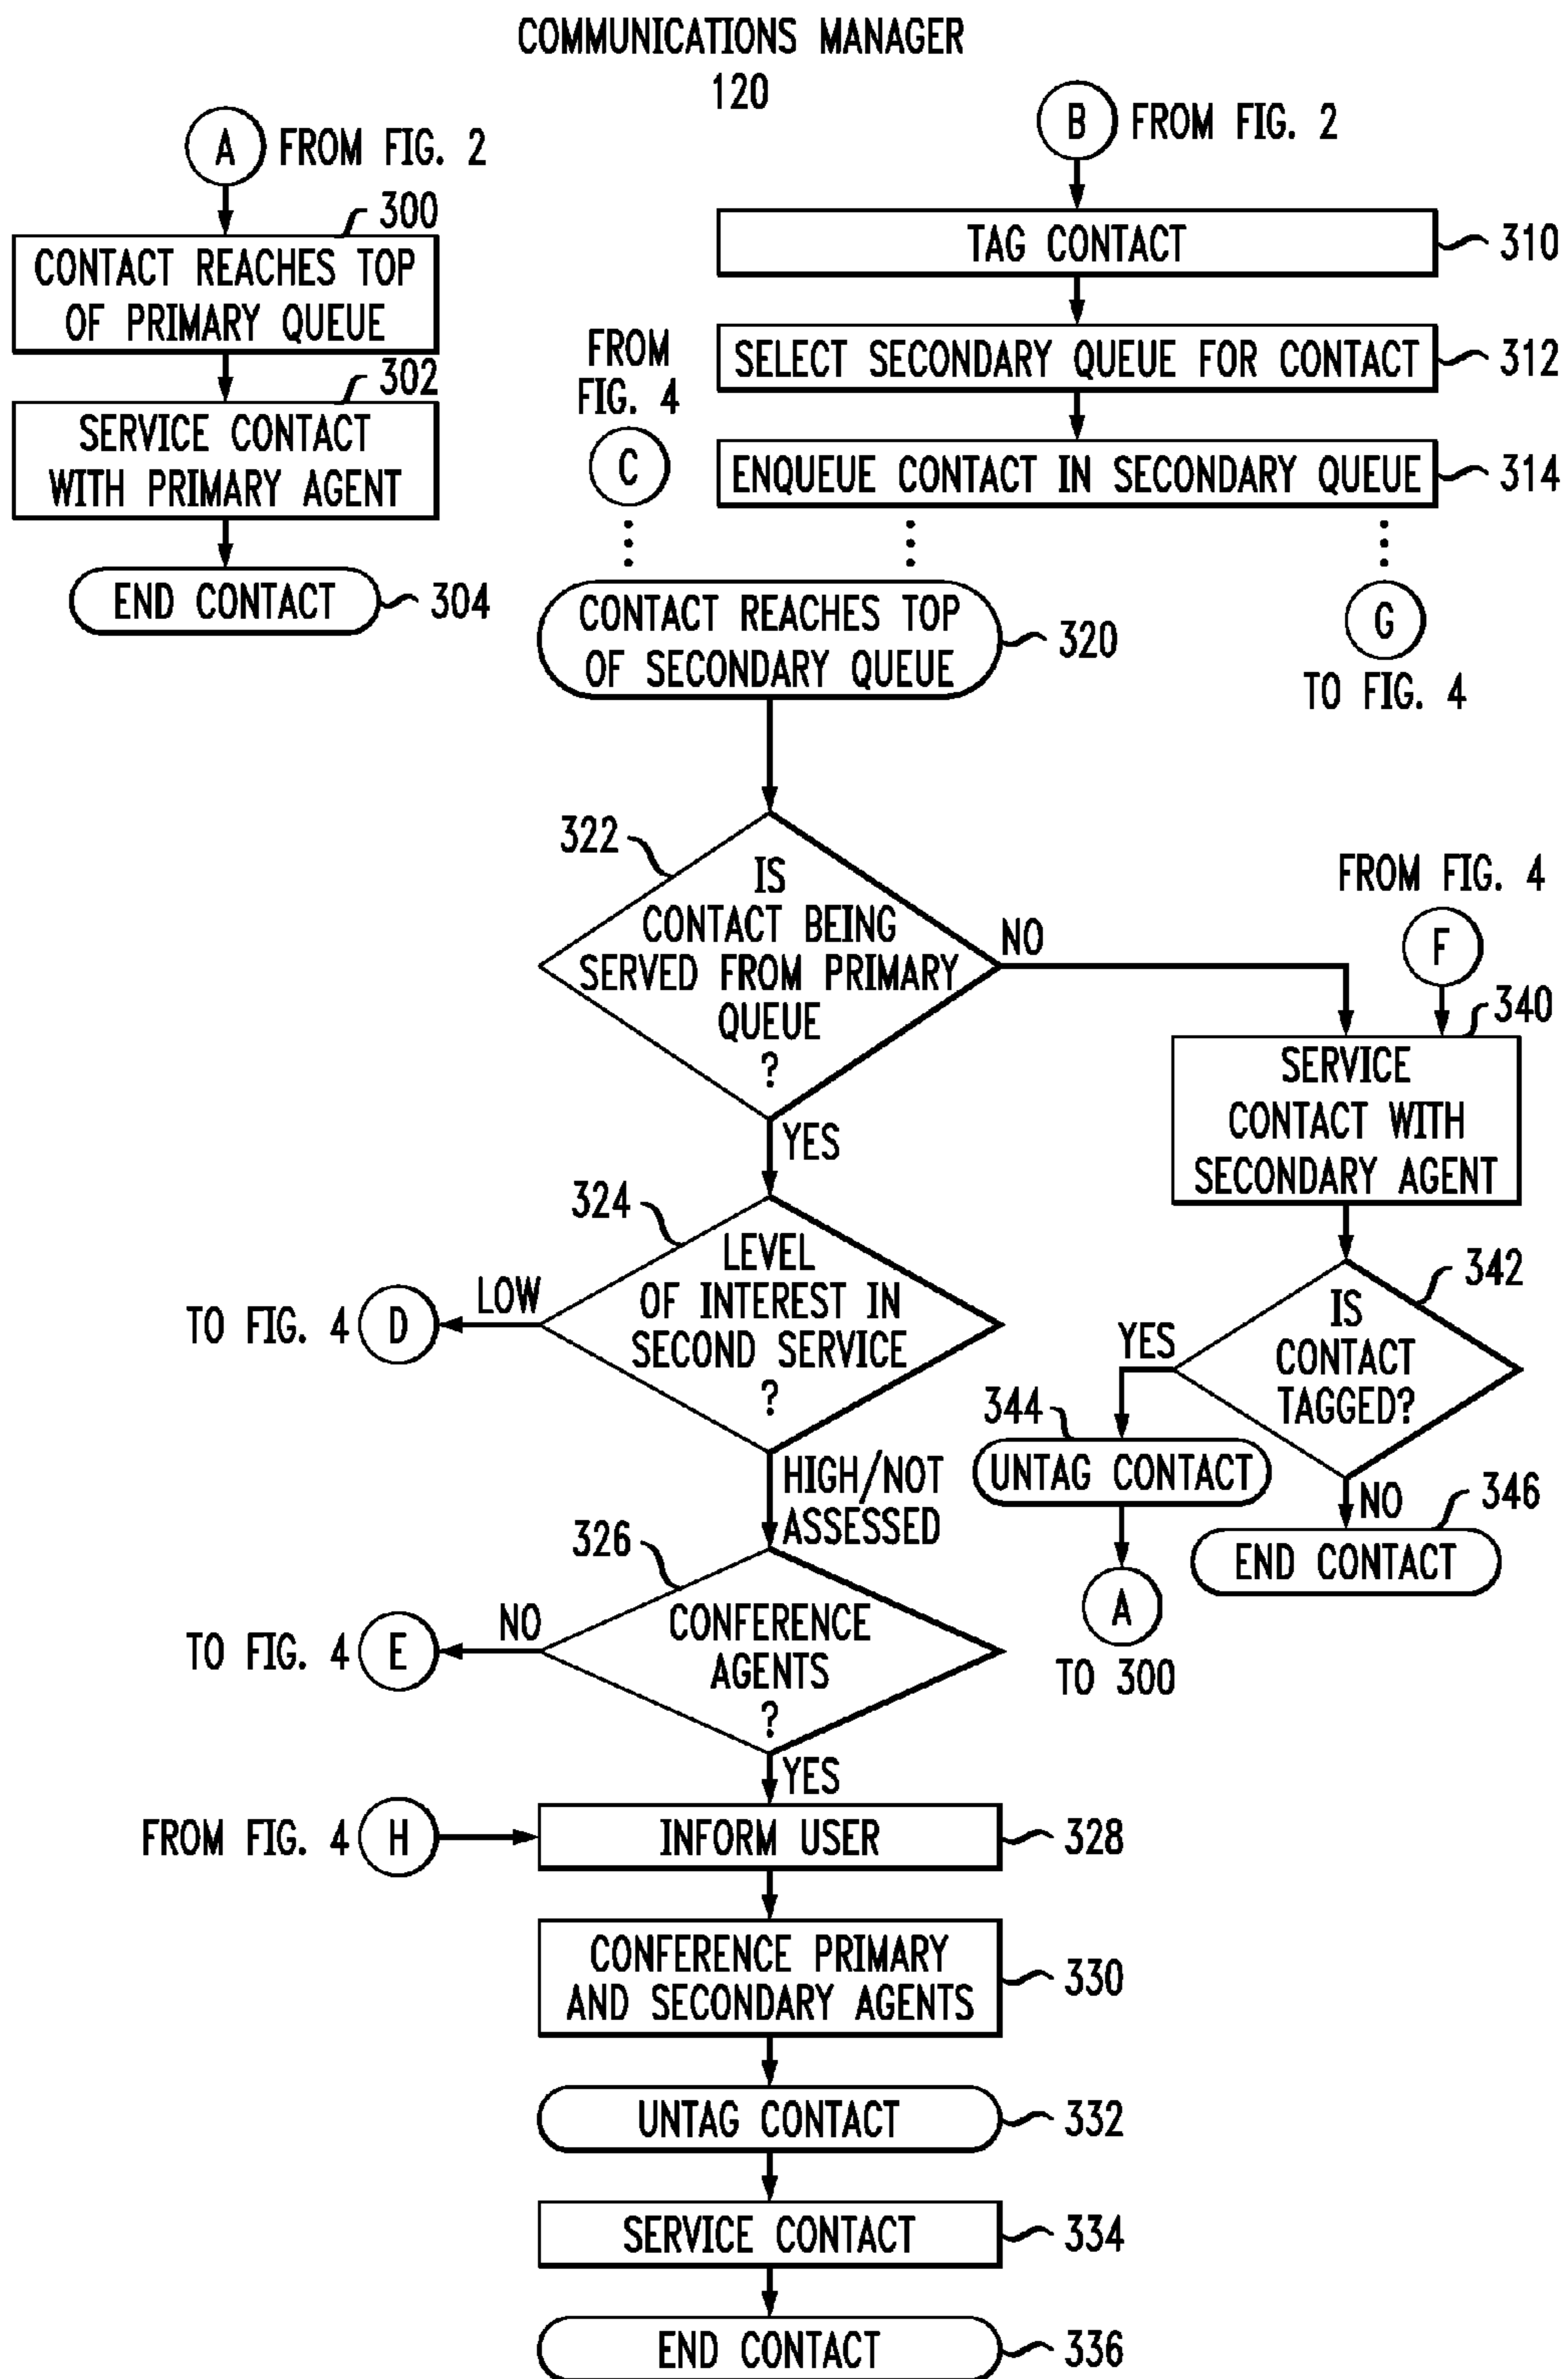 COMMUNICATIONS MANAGER
120
A FROM FIG. 2
300
CONTACT REACHES TOP
OF PRIMARY QUEUE
302
SERVICE CONTACT
WITH PRIMARY AGENT
END CONTACT 304
B FROM FIG. 2
TAG CONTACT 310
SELECT SECONDARY QUEUE FOR CONTACT 312
ENQUEUE CONTACT IN SECONDARY QUEUE 314
FROM
FIG. 4
C
CONTACT REACHES TOP
OF SECONDARY QUEUE
320
G
TO FIG. 4
322
IS
CONTACT BEING
SERVED FROM PRIMARY
QUEUE
?
NO
YES
FROM FIG. 4
F
340
SERVICE
CONTACT WITH
SECONDARY AGENT
342
IS
CONTACT
TAGGED?
YES
344
UNTAG CONTACT
A
TO 300
NO
346
END CONTACT
324
LEVEL
OF INTEREST IN
SECOND SERVICE
?
LOW
TO FIG. 4 D
HIGH/NOT
ASSESSED
326
CONFERENCE
AGENTS
?
NO
TO FIG. 4 E
YES
FROM FIG. 4 H
INFORM USER 328
CONFERENCE PRIMARY
AND SECONDARY AGENTS
330
UNTAG CONTACT 332
SERVICE CONTACT 334
END CONTACT 336